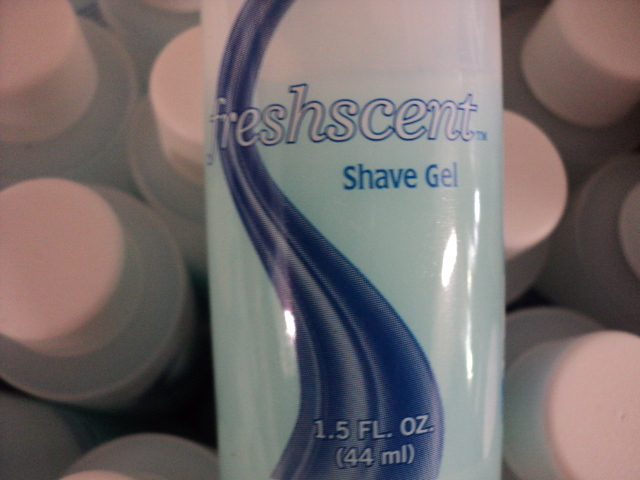 freshscent™
Shave Gel
1.5 FL. OZ.
(44 ml)